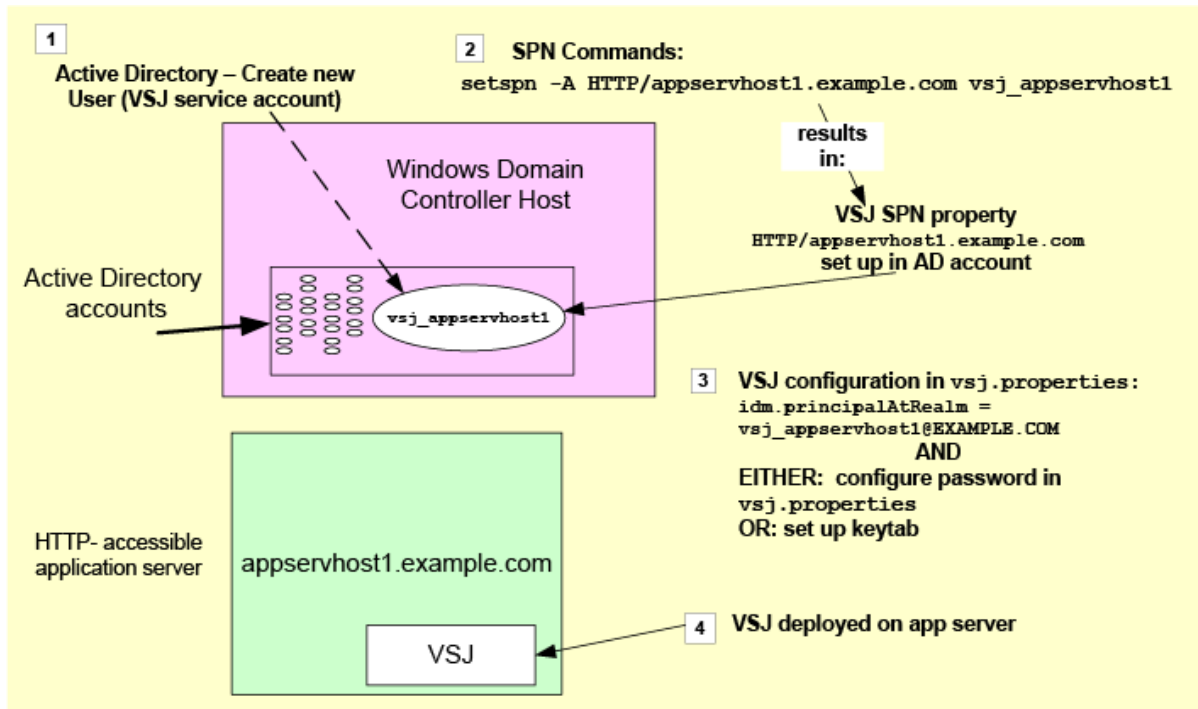 1
Active Directory – Create new
User (VSJ service account)
2 SPN Commands:
setspn -A HTTP/appservhost1.example.com vsj_appservhost1
results
in:
VSJ SPN property
HTTP/appservhost1.example.com
set up in AD account
Windows Domain
Controller Host
Active Directory
accounts
vsj_appservhost1
3 VSJ configuration in vsj.properties:
idm.principalAtRealm =
vsj_appservhost1@EXAMPLE.COM
AND
EITHER: configure password in
vsj.properties
OR: set up keytab
HTTP- accessible
application server
appservhost1.example.com
VSJ
4 VSJ deployed on app server